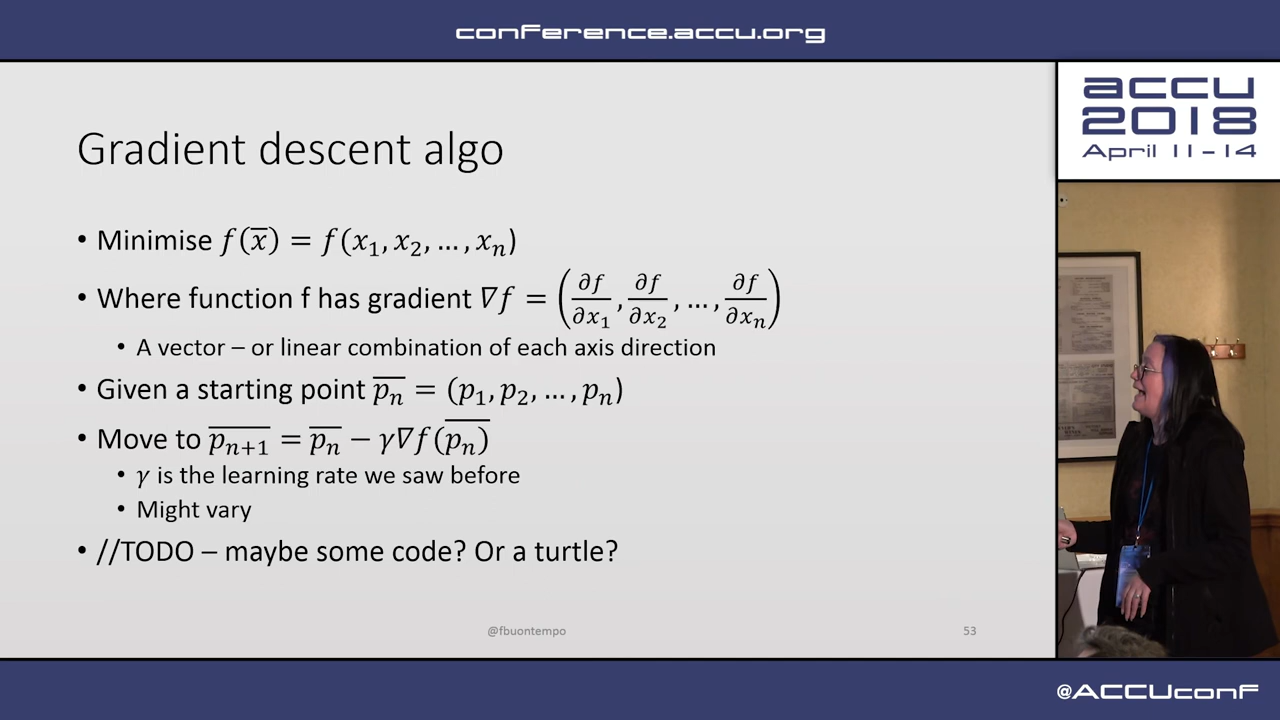 conference.accu.org
accu
2018
April 11-14
Gradient descent algo
• Minimise f(x̅) = f(x₁, x₂, … , xₙ)
• Where function f has gradient ∇f = (∂f/∂x₁, ∂f/∂x₂, … , ∂f/∂xₙ)
• A vector – or linear combination of each axis direction
• Given a starting point p̅ₙ̅ = (p₁, p₂, … , pₙ)
• Move to p̅ₙ̅₊̅₁̅ = p̅ₙ̅ − γ∇f(p̅ₙ̅)̅
• γ is the learning rate we saw before
• Might vary
• //TODO – maybe some code? Or a turtle?
@fbuontempo
53
@ACCUconf